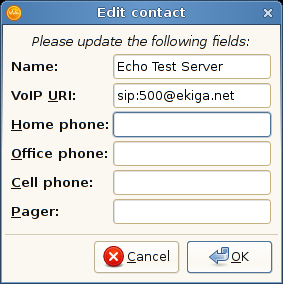 Edit contact
Please update the following fields:
Name: Echo Test Server
VoIP URI: sip:500@ekiga.net
Home phone:
Office phone:
Cell phone:
Pager:
Cancel OK